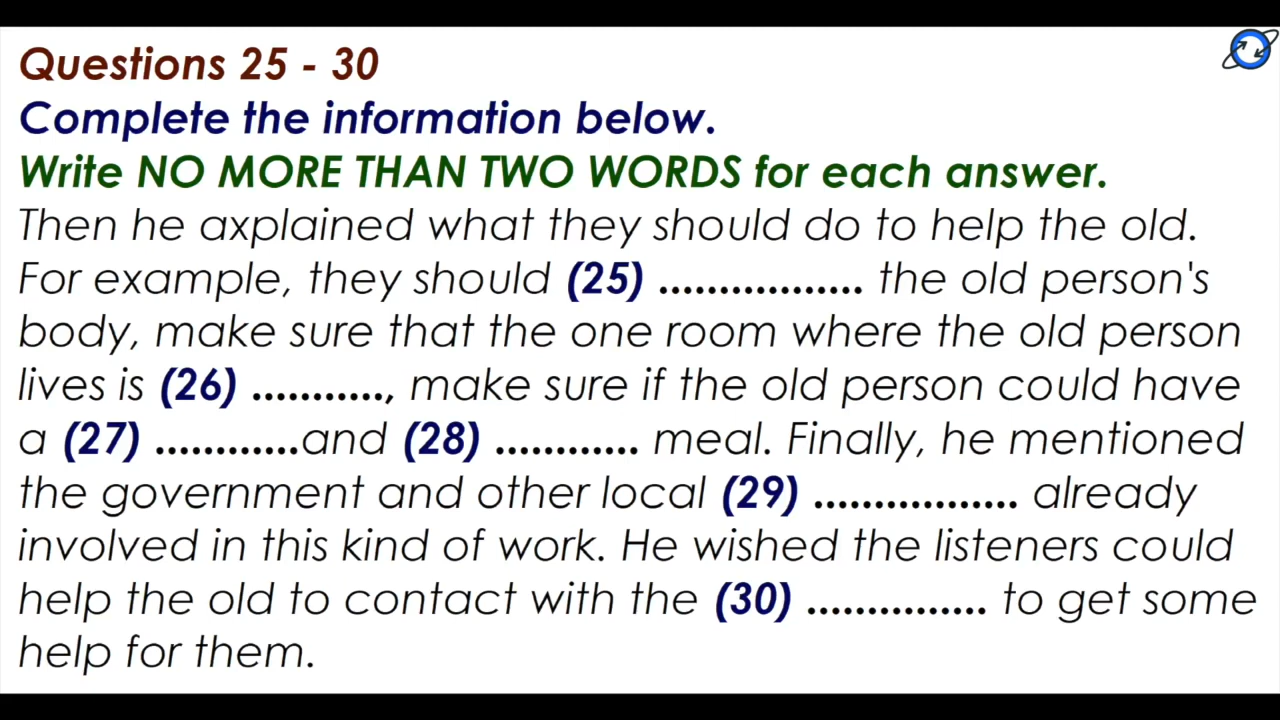 Questions 25 - 30
Complete the information below.
Write NO MORE THAN TWO WORDS for each answer.
Then he axplained what they should do to help the old.
For example, they should (25) ................. the old person's
body, make sure that the one room where the old person
lives is (26) ..........., make sure if the old person could have
a (27) ............and (28) ............ meal. Finally, he mentioned
the government and other local (29) ................. already
involved in this kind of work. He wished the listeners could
help the old to contact with the (30) ............... to get some
help for them.